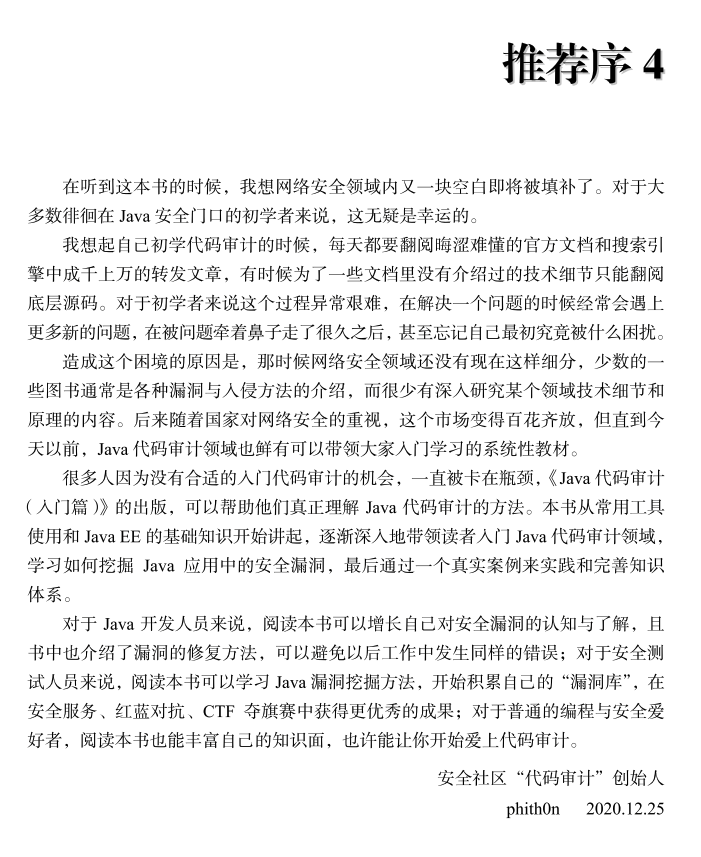 推荐序 4
在听到这本书的时候，我想网络安全领域内又一块空白即将被填补了。对于大
多数徘徊在 Java 安全门口的初学者来说，这无疑是幸运的。
我想起自己初学代码审计的时候，每天都要翻阅晦涩难懂的官方文档和搜索引
擎中成千上万的转发文章，有时候为了一些文档里没有介绍过的技术细节只能翻阅
底层源码。对于初学者来说这个过程异常艰难，在解决一个问题的时候经常会遇上
更多新的问题，在被问题牵着鼻子走了很久之后，甚至忘记自己最初究竟被什么困扰。
造成这个困境的原因是，那时候网络安全领域还没有现在这样细分，少数的一
些图书通常是各种漏洞与入侵方法的介绍，而很少有深入研究某个领域技术细节和
原理的内容。后来随着国家对网络安全的重视，这个市场变得百花齐放，但直到今
天以前，Java 代码审计领域也鲜有可以带领大家入门学习的系统性教材。
很多人因为没有合适的入门代码审计的机会，一直被卡在瓶颈，《Java 代码审计
（入门篇）》的出版，可以帮助他们真正理解 Java 代码审计的方法。本书从常用工具
使用和 Java EE 的基础知识开始讲起，逐渐深入地带领读者入门 Java 代码审计领域，
学习如何挖掘 Java 应用中的安全漏洞，最后通过一个真实案例来实践和完善知识
体系。
对于 Java 开发人员来说，阅读本书可以增长自己对安全漏洞的认知与了解，且
书中也介绍了漏洞的修复方法，可以避免以后工作中发生同样的错误；对于安全测
试人员来说，阅读本书可以学习 Java 漏洞挖掘方法，开始积累自己的“漏洞库”，在
安全服务、红蓝对抗、CTF 夺旗赛中获得更优秀的成果；对于普通的编程与安全爱
好者，阅读本书也能丰富自己的知识面，也许能让你开始爱上代码审计。
安全社区“代码审计”创始人
phith0n 2020.12.25